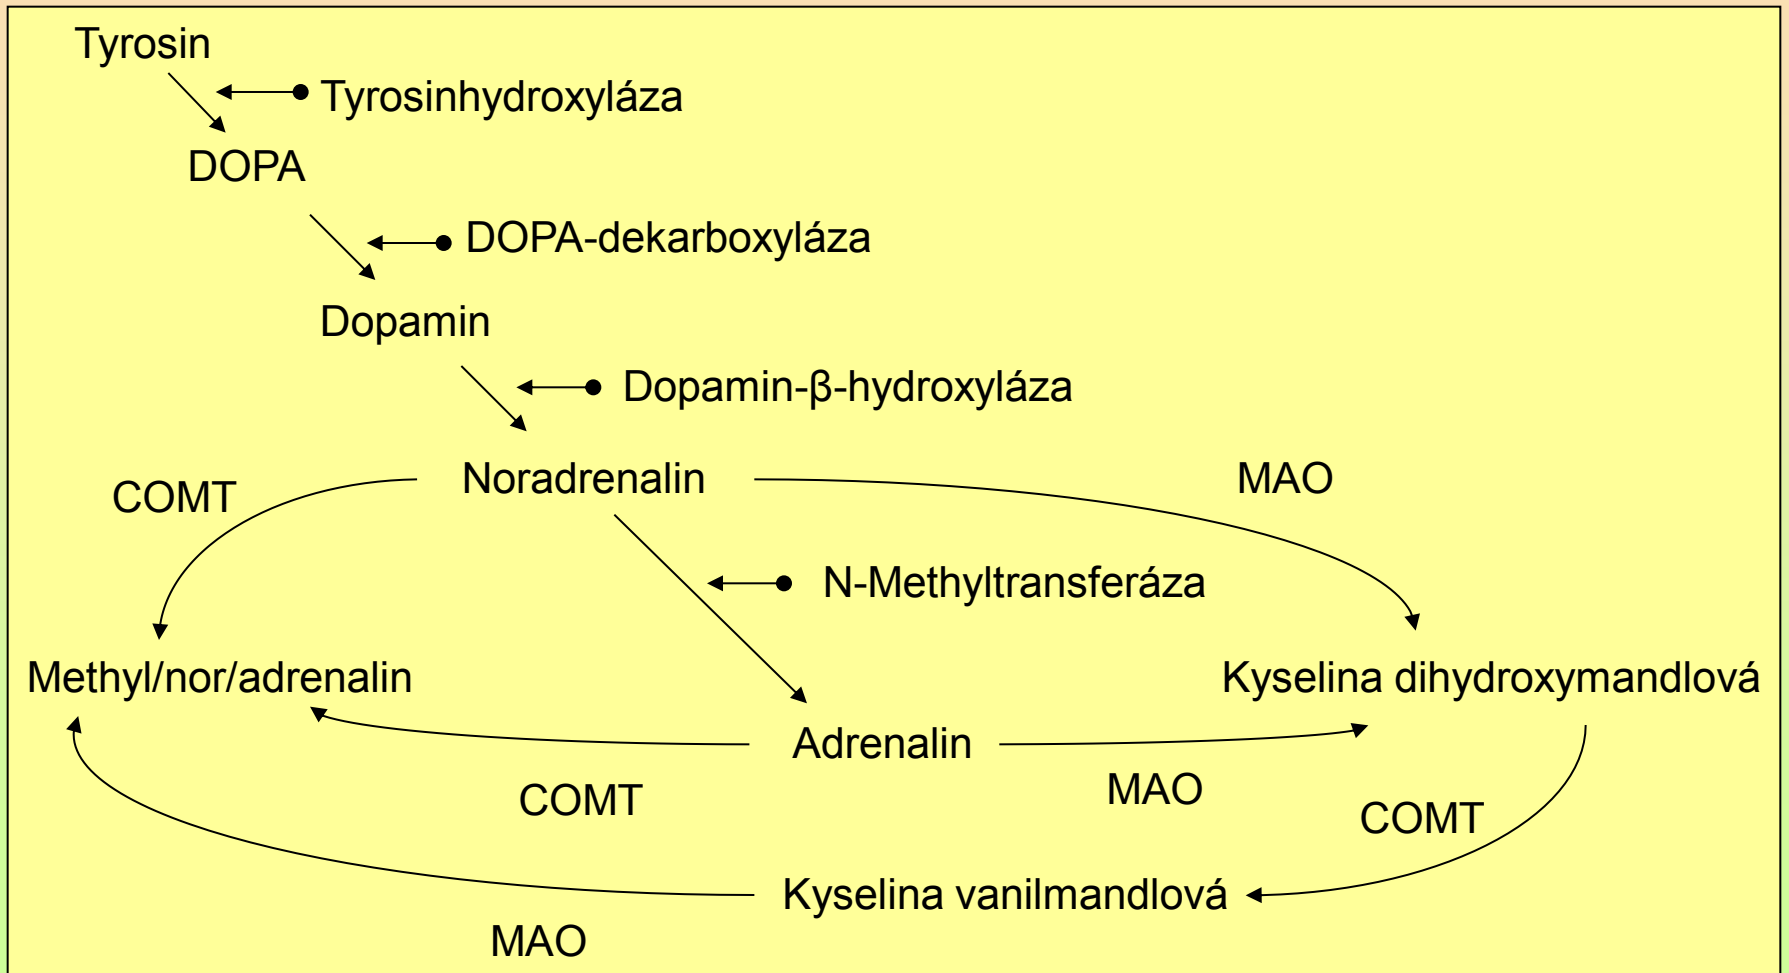 Tyrosin
Tyrosinhydroxyláza
DOPA
DOPA-dekarboxyláza
Dopamin
Dopamin-β-hydroxyláza
Noradrenalin
MAO
COMT
N-Methyltransferáza
Methyl/nor/adrenalin
Kyselina dihydroxymandlová
Adrenalin
MAO
COMT
COMT
Kyselina vanilmandlová
MAO